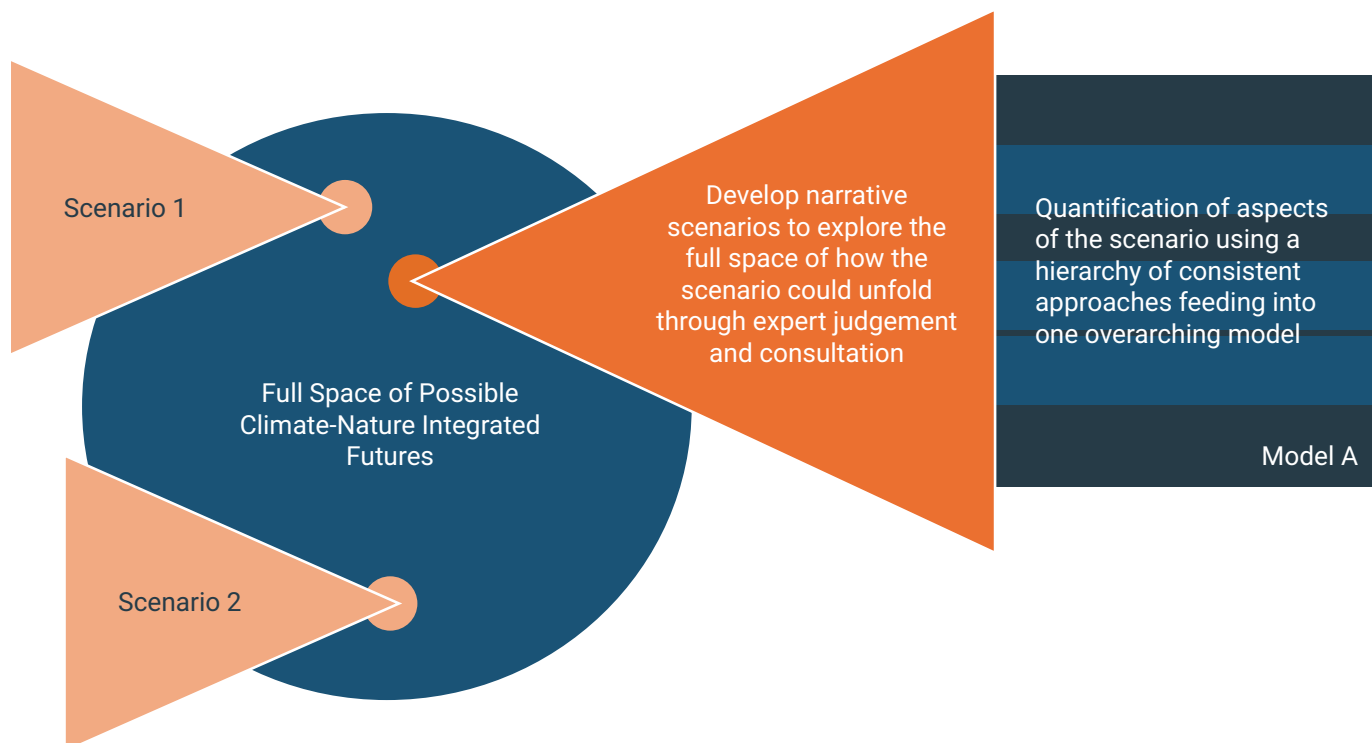 Scenario 1
Develop narrative
scenarios to explore the
full space of how the
scenario could unfold
through expert judgement
and consultation
Quantification of aspects
of the scenario using a
hierarchy of consistent
approaches feeding into
one overarching model
Full Space of Possible
Climate-Nature Integrated
Futures
Model A
Scenario 2